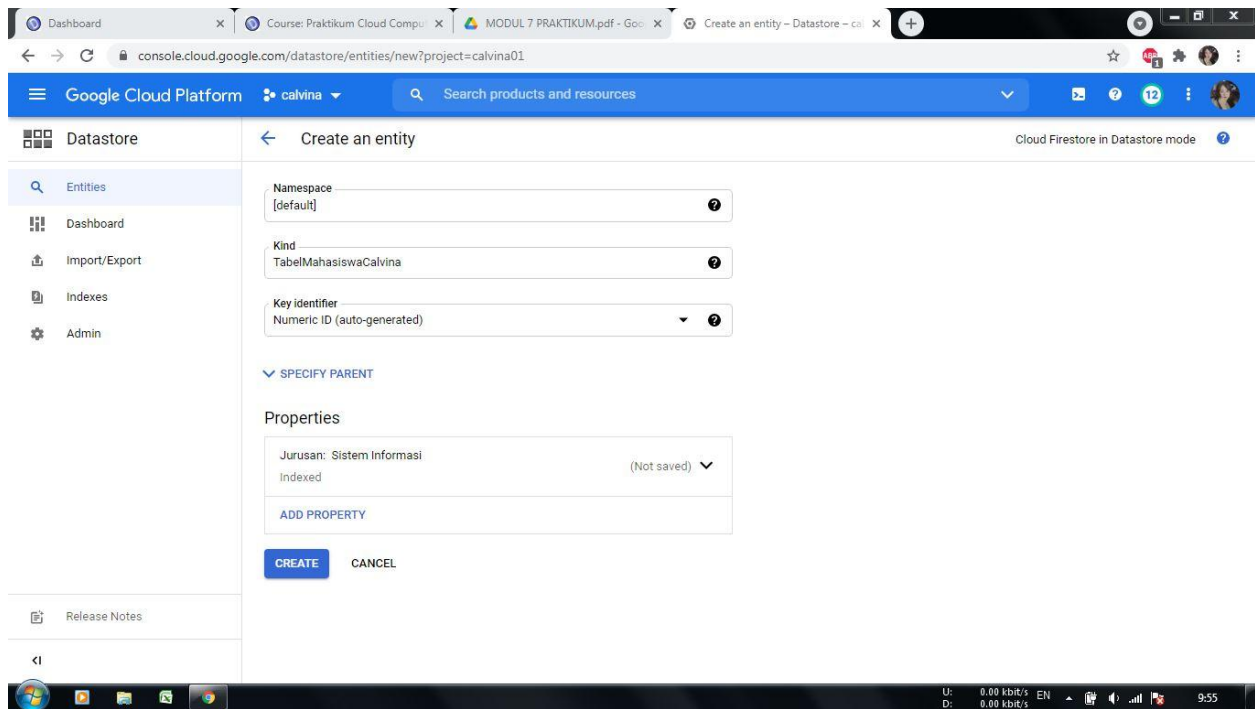 Dashboard
Course: Praktikum Cloud Compu
MODUL 7 PRAKTIKUM.pdf - Goo
Create an entity – Datastore – ca
console.cloud.google.com/datastore/entities/new?project=calvina01
ABP
1
Google Cloud Platform
calvina
Search products and resources
12
Datastore
Create an entity
Cloud Firestore in Datastore mode
Entities
Dashboard
Import/Export
Indexes
Admin
Namespace
[default]
Kind
TabelMahasiswaCalvina
Key identifier
Numeric ID (auto-generated)
SPECIFY PARENT
Properties
Jurusan: Sistem Informasi
(Not saved)
Indexed
ADD PROPERTY
CREATE CANCEL
Release Notes
U: 0.00 kbit/s
D: 0.00 kbit/s
EN
9:55